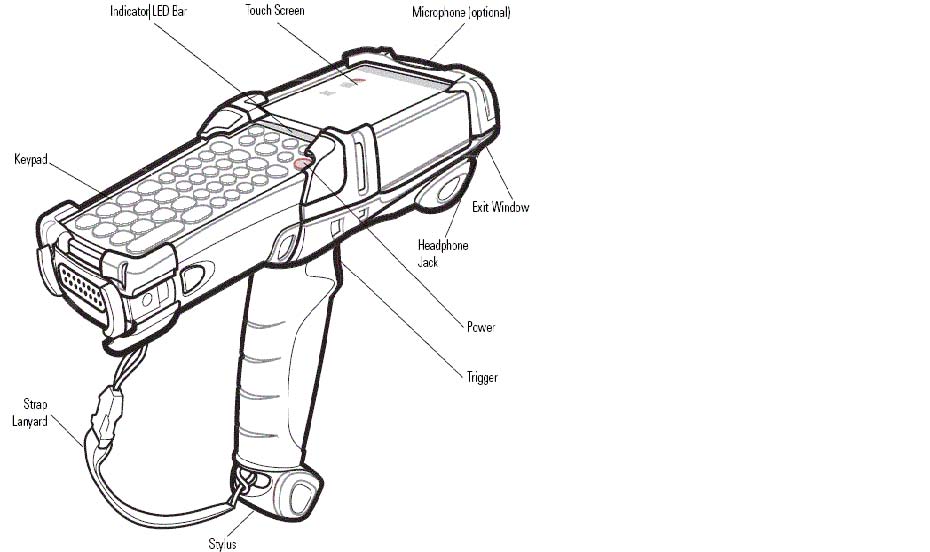 Indicator LED Bar
Touch Screen
Microphone (optional)
Keypad
Exit Window
Headphone
Jack
Power
Trigger
Strap
Lanyard
Stylus